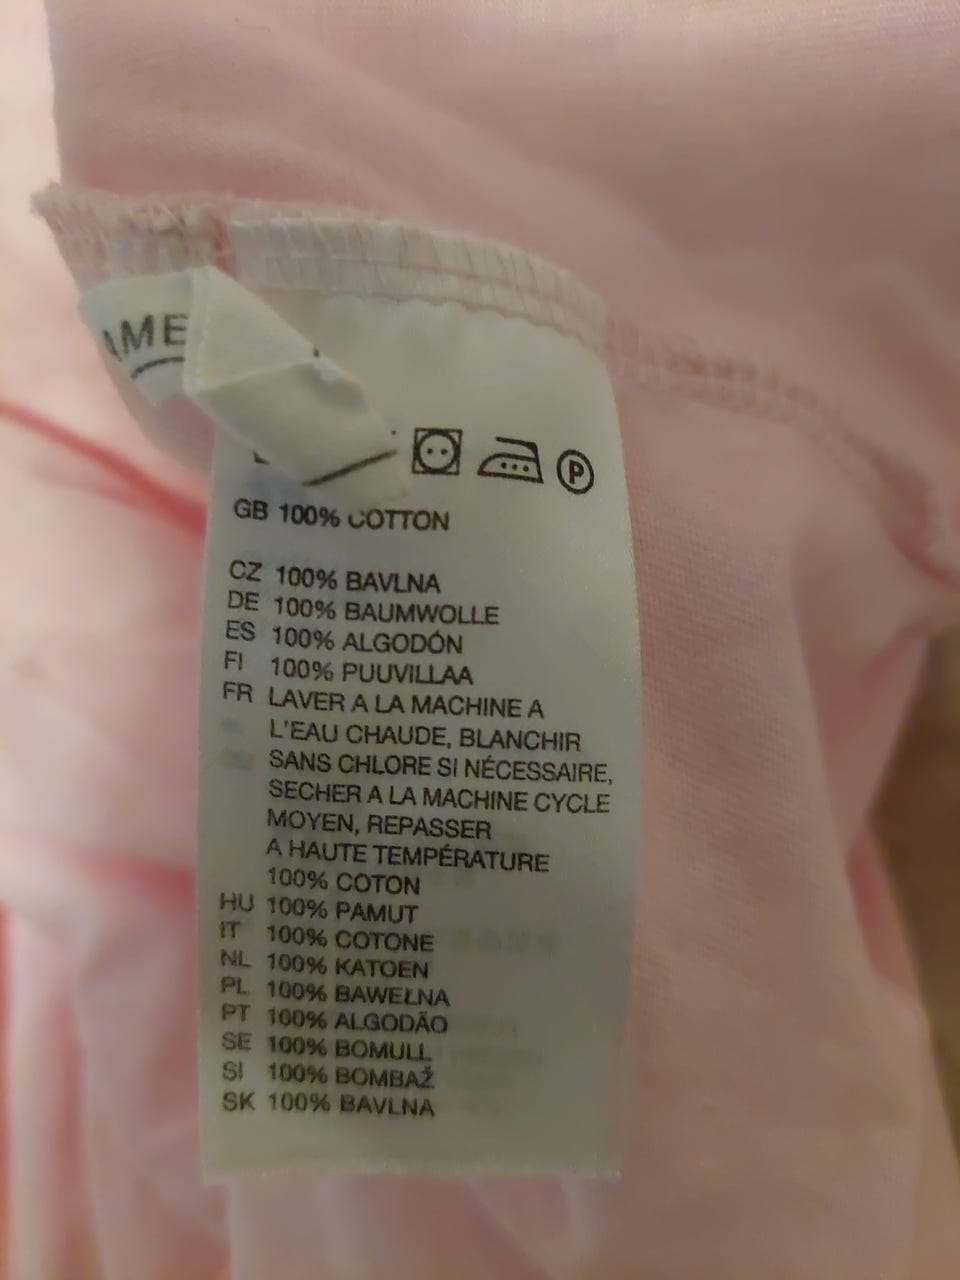 AME
P
GB 100% COTTON
CZ 100% BAVLNA
DE 100% BAUMWOLLE
ES 100% ALGODÓN
FI 100% PUUVILLAA
FR LAVER A LA MACHINE A
L'EAU CHAUDE, BLANCHIR
SANS CHLORE SI NÉCESSAIRE,
SECHER A LA MACHINE CYCLE
MOYEN, REPASSER
A HAUTE TEMPÉRATURE
100% COTON
HU 100% PAMUT
IT 100% COTONE
NL 100% KATOEN
PL 100% BAWEŁNA
PT 100% ALGODÃO
SE 100% BOMULL
SI 100% BOMBAŽ
SK 100% BAVLNA